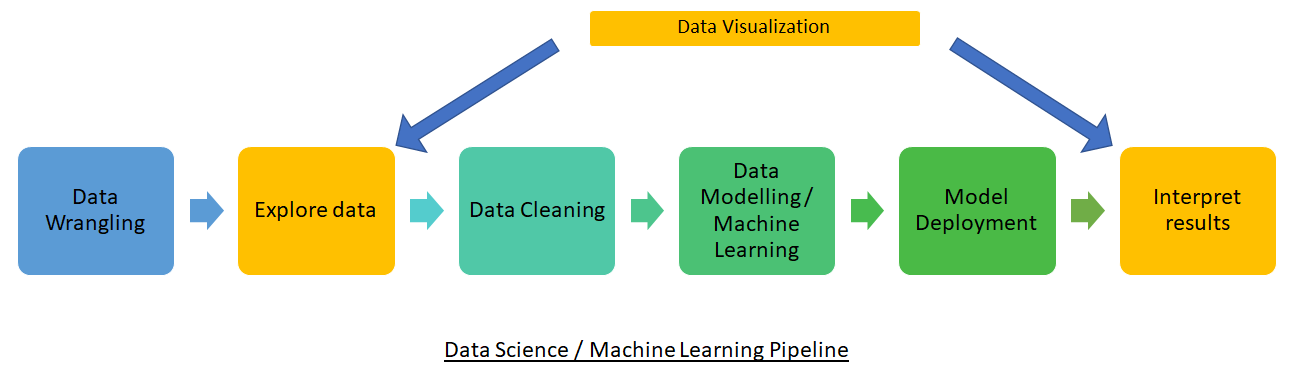 Data Visualization
Data
Wrangling
Explore data
Data Cleaning
Data
Modelling/
Machine
Learning
Model
Deployment
Interpret
results
Data Science / Machine Learning Pipeline